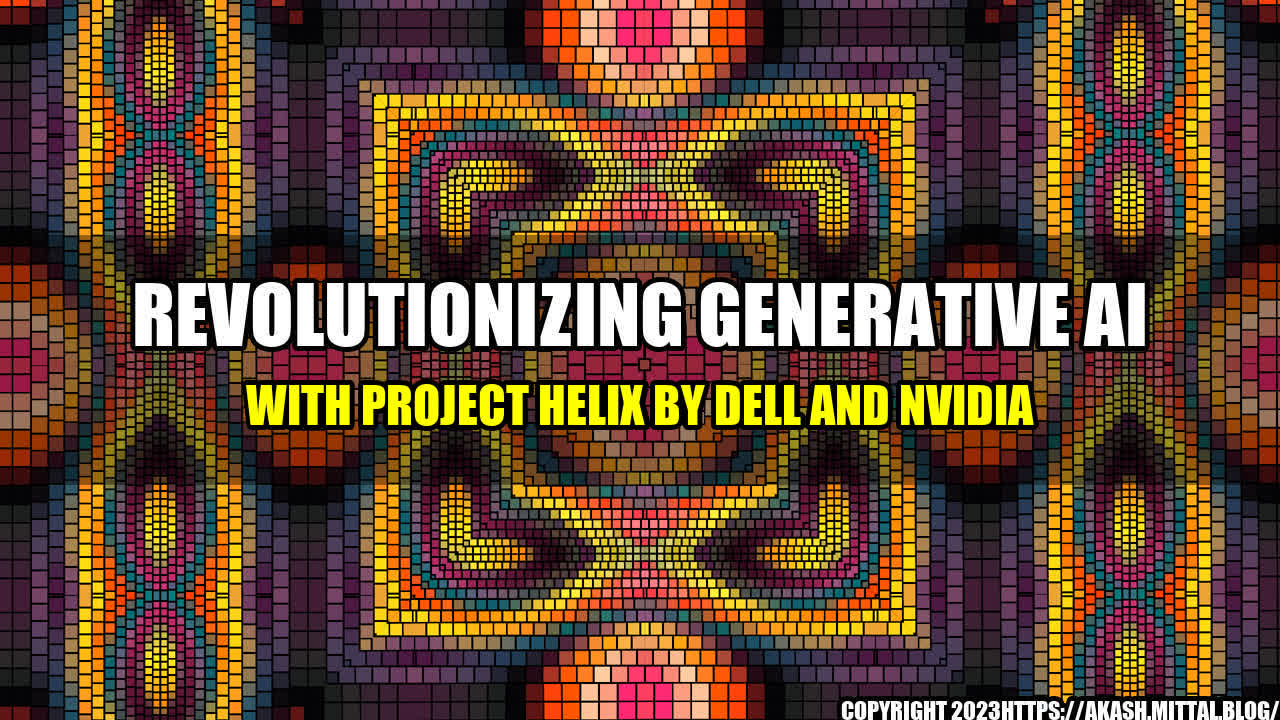 REVOLUTIONIZING GENERATIVE AI
WITH PROJECT HELIX BY DELL AND NVIDIA
COPYRIGHT 2023HTTPS://AKASH.MITTAL.BLOG/